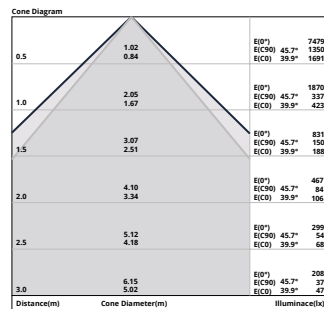 Cone Diagram
0.5
1.02
0.84
E(0°) 7479
E(C90) 45.7° 1350
E(C0) 39.9° 1691
1.0
2.05
1.67
E(0°) 1870
E(C90) 45.7° 337
E(C0) 39.9° 423
1.5
3.07
2.51
E(0°) 831
E(C90) 45.7° 150
E(C0) 39.9° 188
2.0
4.10
3.34
E(0°) 467
E(C90) 45.7° 84
E(C0) 39.9° 106
2.5
5.12
4.18
E(0°) 299
E(C90) 45.7° 54
E(C0) 39.9° 68
3.0
6.15
5.02
E(0°) 208
E(C90) 45.7° 37
E(C0) 39.9° 47
Distance(m) Cone Diameter(m) Illuminace(lx)